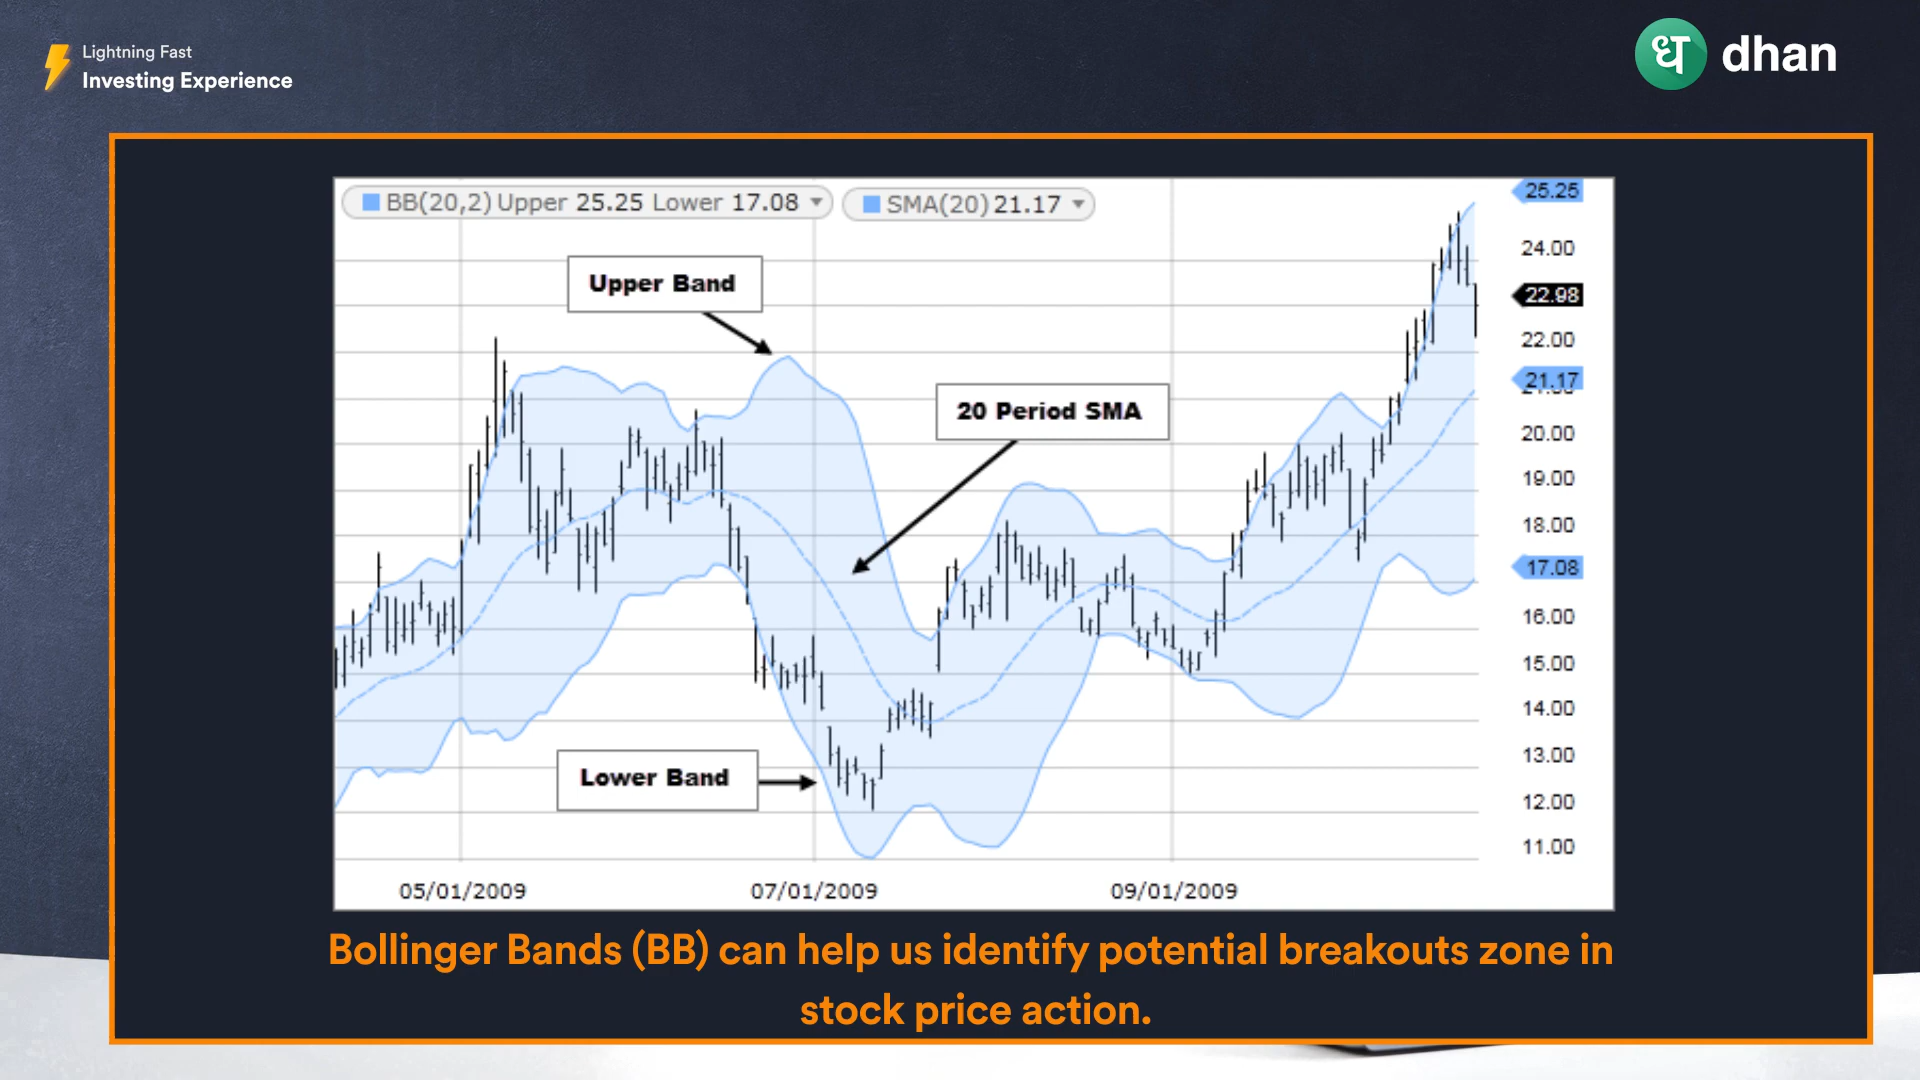 Lightning Fast
Investing Experience
ध dhan
BB(20,2) Upper 25.25 Lower 17.08
SMA(20) 21.17
25.25
24.00
Upper Band
22.98
22.00
21.17
20 Period SMA
20.00
19.00
18.00
17.08
16.00
15.00
14.00
13.00
Lower Band
12.00
11.00
05/01/2009 07/01/2009 09/01/2009
Bollinger Bands (BB) can help us identify potential breakouts zone in
stock price action.